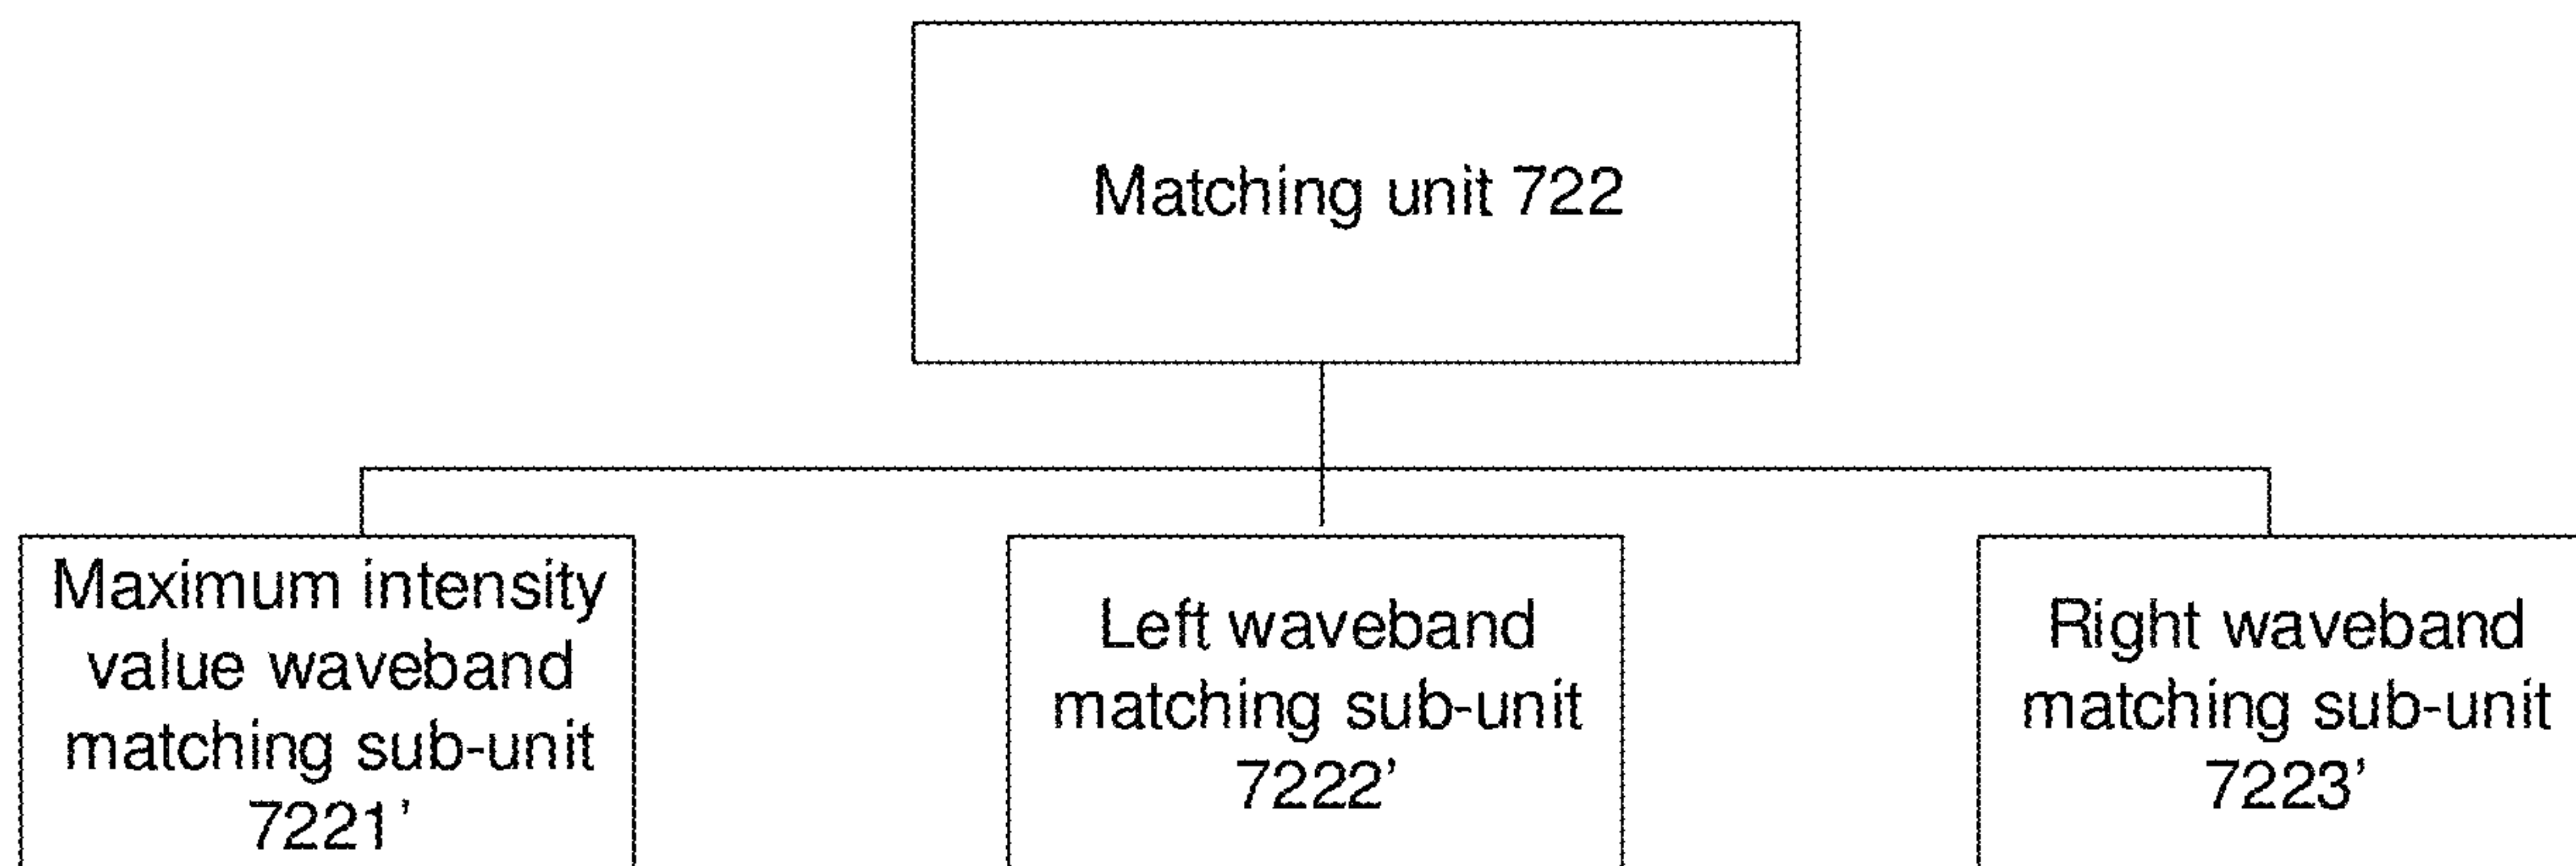 Matching unit 722
Maximum intensity
value waveband
matching sub-unit
7221’
Left waveband
matching sub-unit
7222’
Right waveband
matching sub-unit
7223’